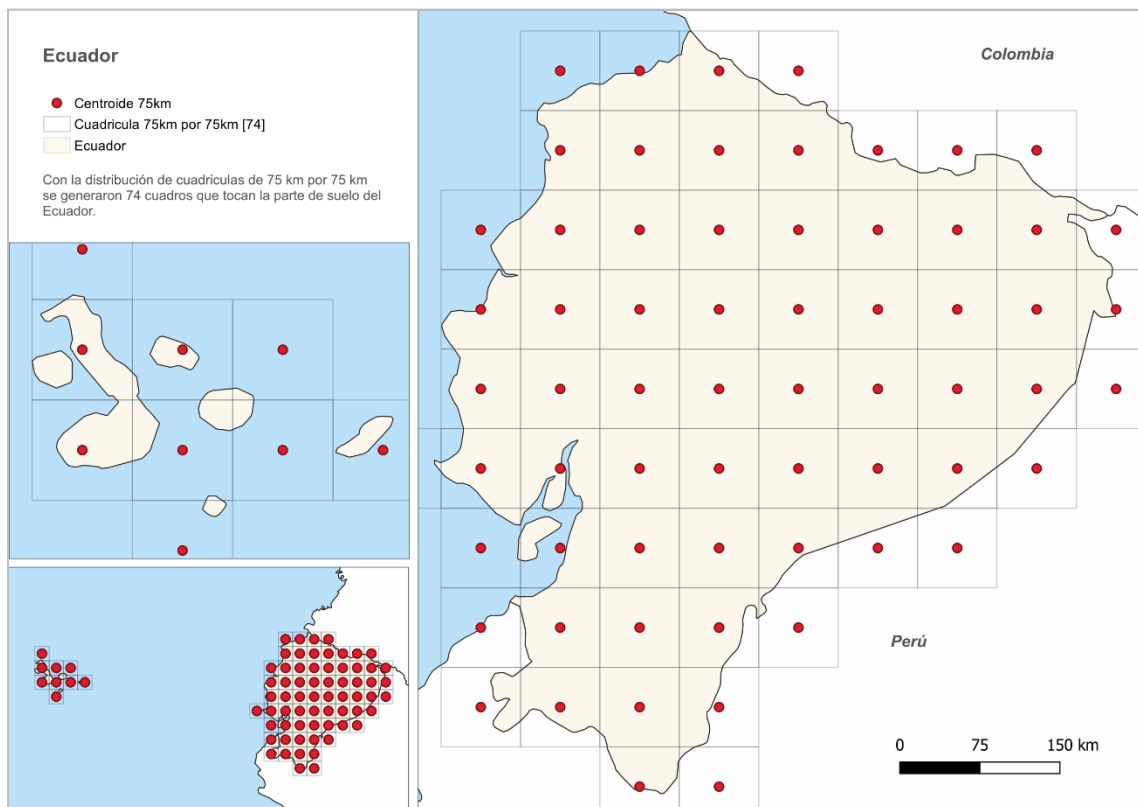 Ecuador
Centroide 75km
Cuadricula 75km por 75km [74]
Ecuador
Con la distribución de cuadriculas de 75 km por 75 km
se generaron 74 cuadros que tocan la parte de suelo del
Ecuador.
Colombia
Perú
0 75 150 km